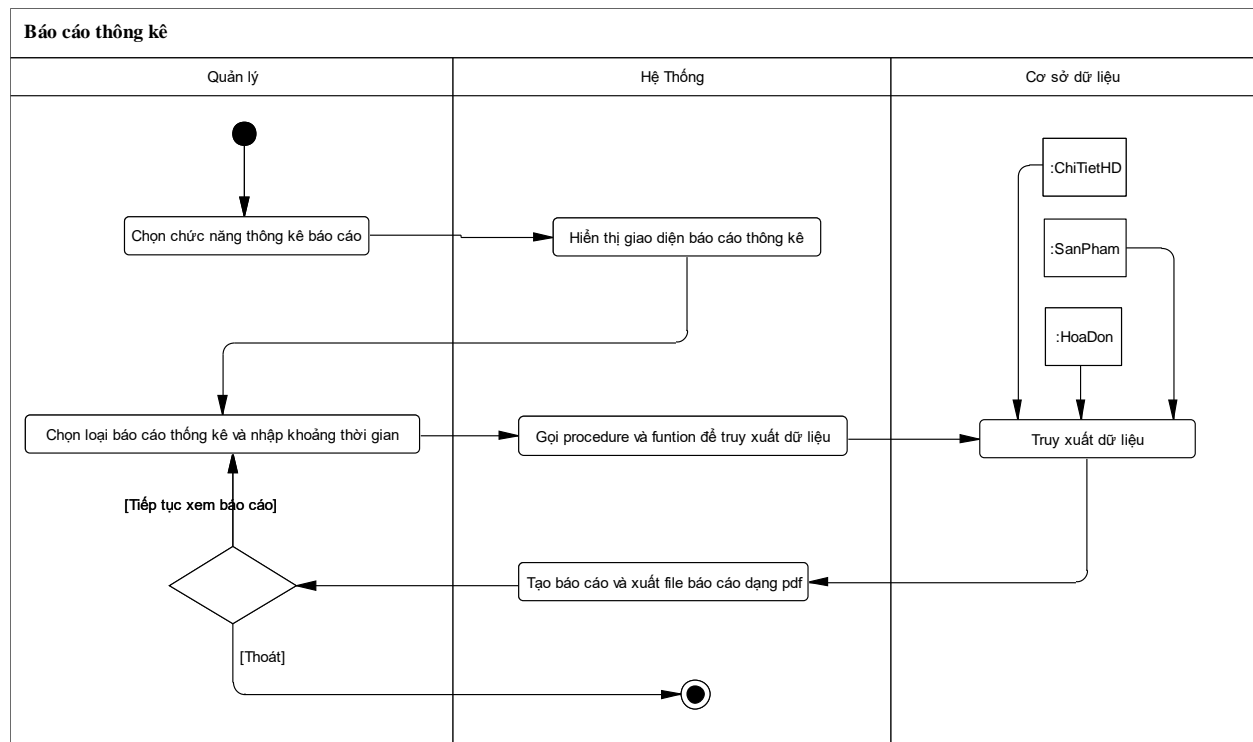 Báo cáo thông kê
Quản lý
Hệ Thống
Cơ sở dữ liệu
:ChiTietHD
Chọn chức năng thông kê báo cáo
Hiển thị giao diện báo cáo thông kê
:SanPham
:HoaDon
Chọn loại báo cáo thống kê và nhập khoảng thời gian
Gọi procedure và funtion để truy xuất dữ liệu
Truy xuất dữ liệu
[Tiếp tục xem báo cáo]
Tạo báo cáo và xuất file báo cáo dạng pdf
[Thoát]